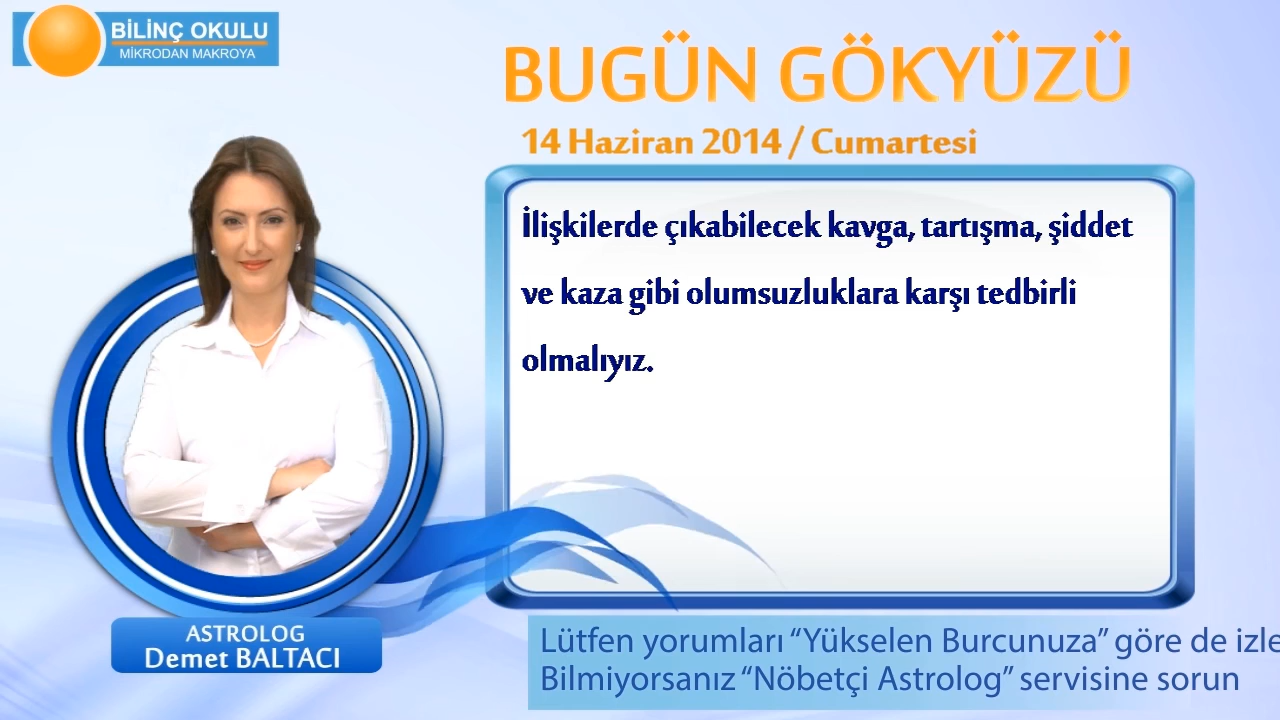 BİLİNÇ OKULU
MİKRODAN MAKROYA
BUGÜN GÖKYÜZÜ
14 Haziran 2014 / Cumartesi
İlişkilerde çıkabilecek kavga, tartışma, şiddet
ve kaza gibi olumsuzluklara karşı tedbirli
olmalıyız.
ASTROLOG
Demet BALTACI
Lütfen yorumları “Yükselen Burcunuza” göre de izle
Bilmiyorsanız “Nöbetçi Astrolog” servisine sorun